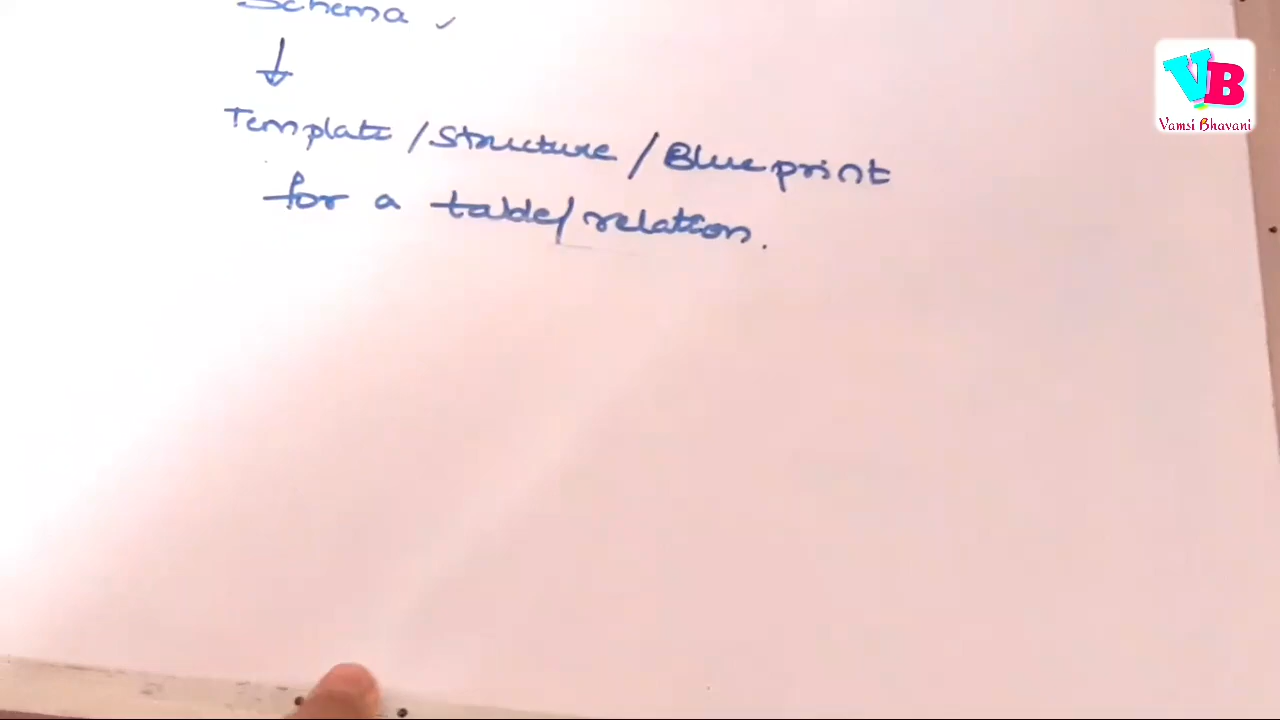 Schema ✓
↓
Template/Structure/Blueprint
for a table/relation.
VB
Vamsi Bhavani